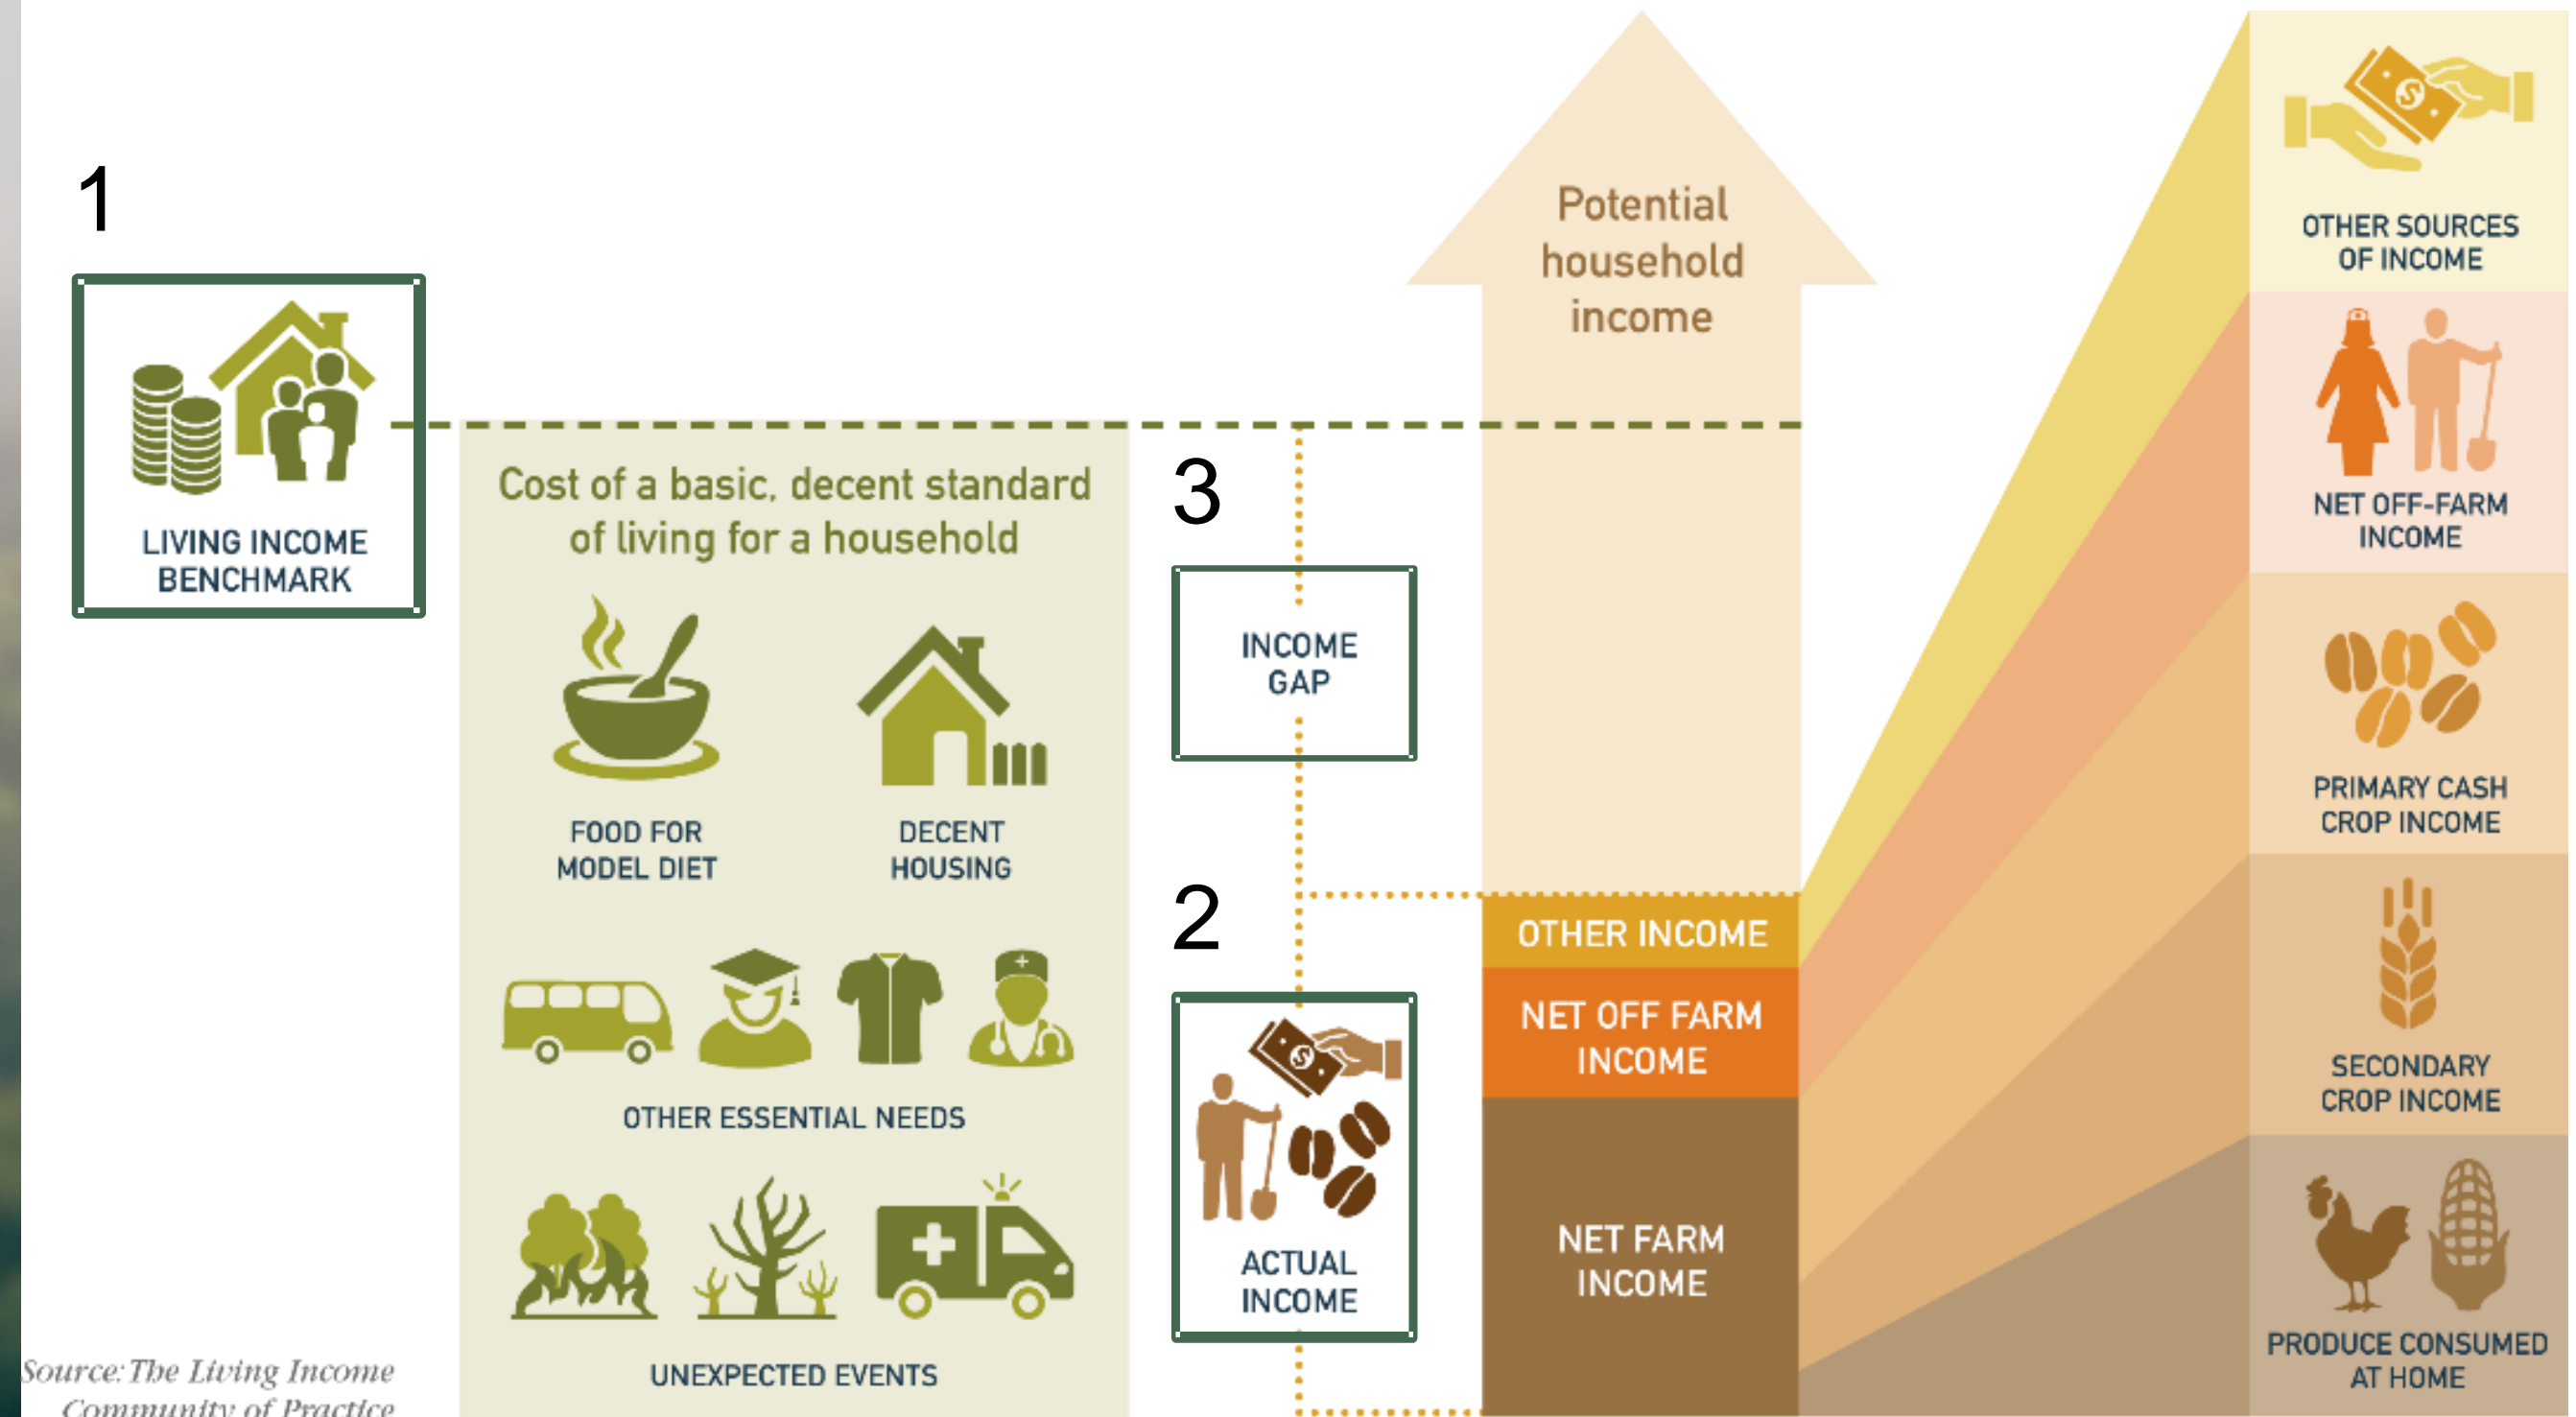 1
LIVING INCOME
BENCHMARK
Cost of a basic, decent standard
of living for a household
FOOD FOR
MODEL DIET
DECENT
HOUSING
OTHER ESSENTIAL NEEDS
UNEXPECTED EVENTS
3
INCOME
GAP
2
ACTUAL
INCOME
Potential
household
income
OTHER INCOME
NET OFF FARM
INCOME
NET FARM
INCOME
OTHER SOURCES
OF INCOME
NET OFF-FARM
INCOME
PRIMARY CASH
CROP INCOME
SECONDARY
CROP INCOME
PRODUCE CONSUMED
AT HOME
Source: The Living Income
Community of Practice